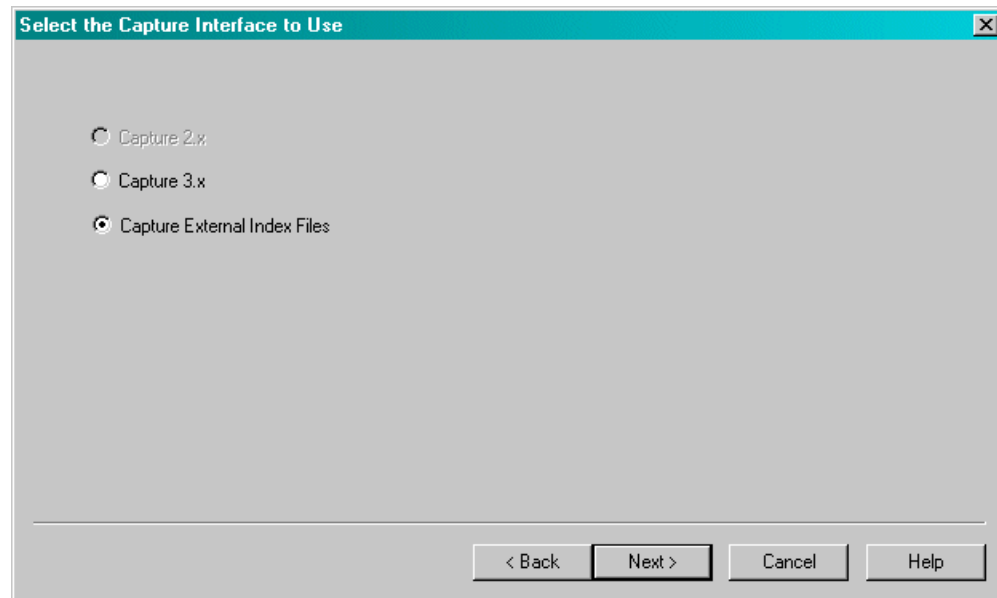 Select the Capture Interface to Use
Capture 2.x
Capture 3.x
Capture External Index Files
< Back Next > Cancel Help